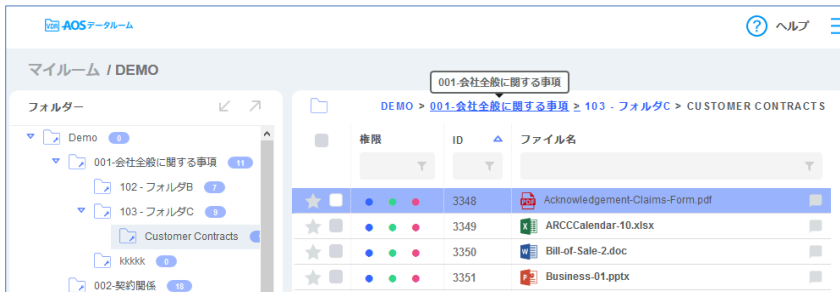 VDR AOSデータルーム
ヘルプ
マイルーム / DEMO
001-会社全般に関する事項
フォルダー
DEMO > 001-会社全般に関する事項 > 103 - フォルダC > CUSTOMER CONTRACTS
Demo 0
001-会社全般に関する事項 11
102 - フォルダB 7
103 - フォルダC 9
Customer Contracts
kkkkk 0
002-契約関係 18
権限 ID ファイル名
3348 PDF Acknowledgement-Claims-Form.pdf
3349 ARCCCalendar-10.xlsx
3350 Bill-of-Sale-2.doc
3351 Business-01.pptx